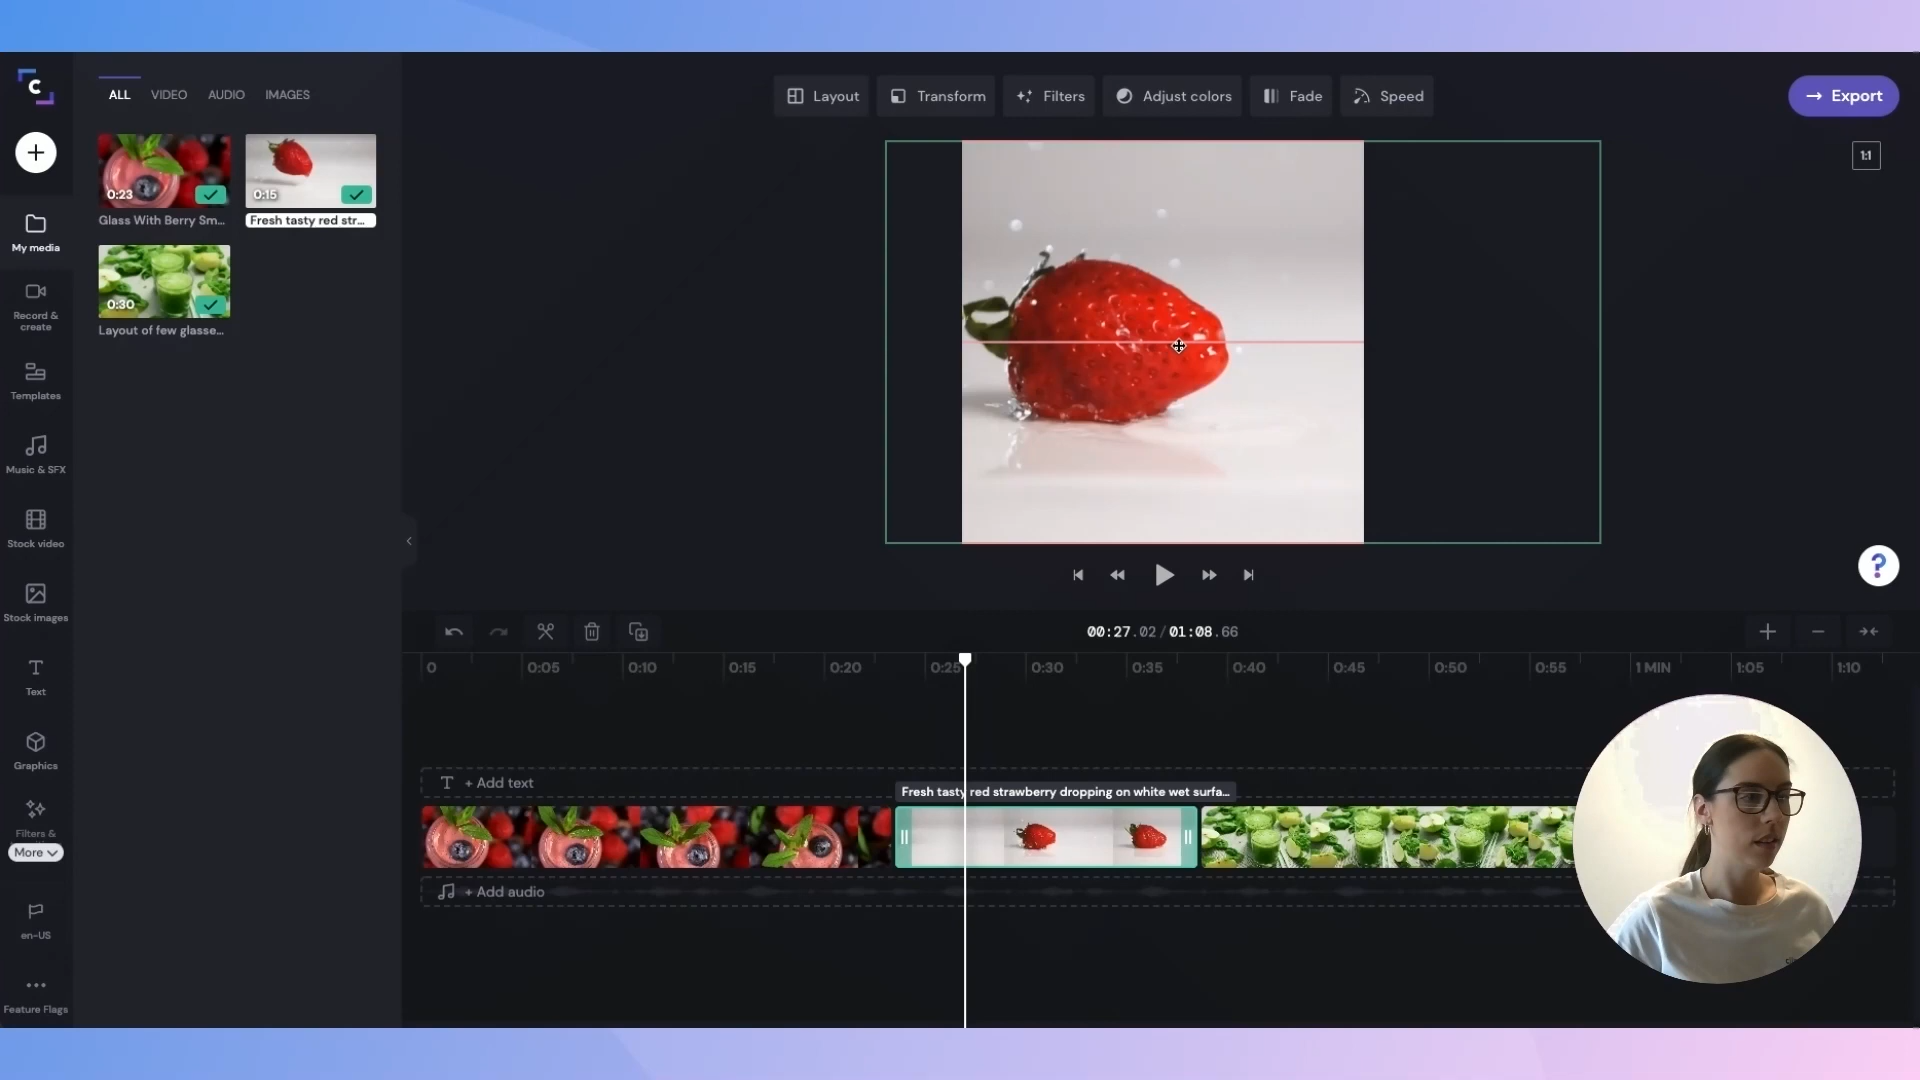 C
ALL VIDEO AUDIO IMAGES
Layout Transform Filters Adjust colors Fade Speed
Export
1:1
0:23
Glass With Berry Sm...
0:15
Fresh tasty red str...
0:30
Layout of few glasse...
My media
Record &
create
Templates
Music & SFX
Stock video
Stock images
Text
Graphics
Filters &
More
en-US
Feature Flags
?
00:27.02/01:08.66
0 0:05 0:10 0:15 0:20 0:25 0:30 0:35 0:40 0:45 0:50 0:55 1 MIN 1:05 1:10
T + Add text
Fresh tasty red strawberry dropping on white wet surfa...
+ Add audio